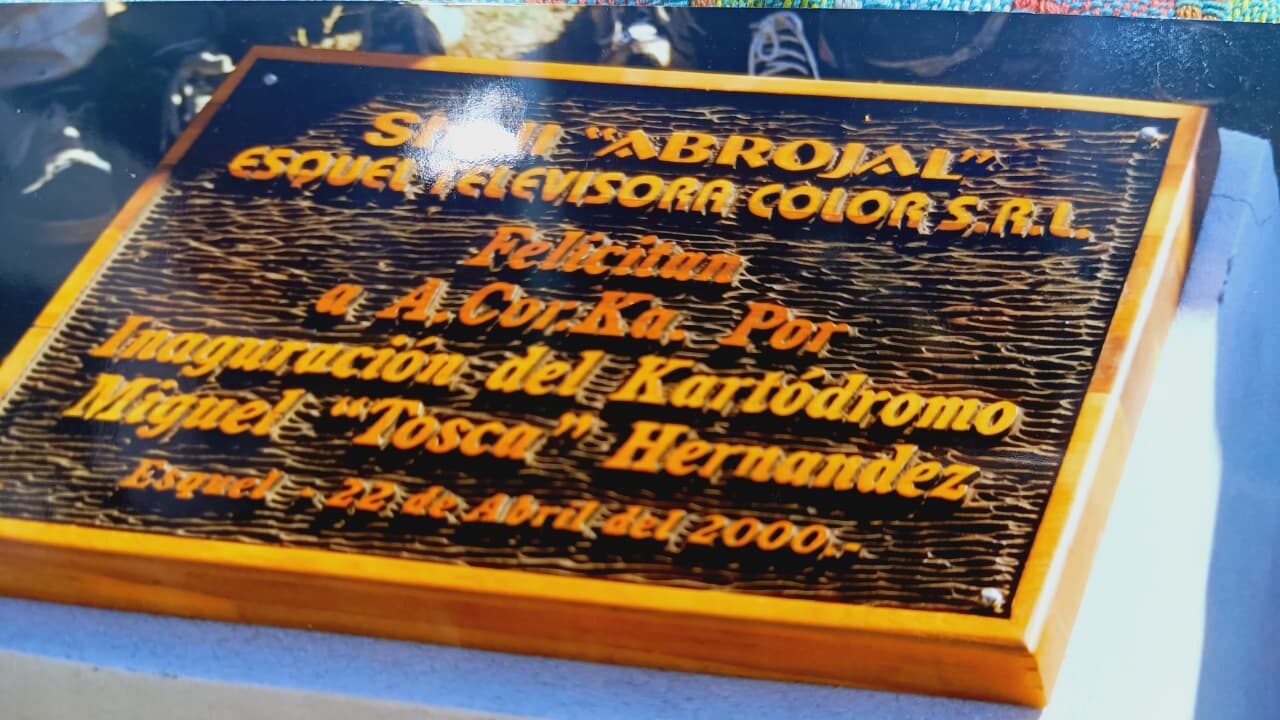 "ABROJAL"
ESQUEL TELEVISORA COLOR S.R.L.
Felicitan
a A.Cor.Ka. Por
Inaguración del Kartódromo
Miguel "Tosca" Hernandez
Esquel - 22 de Abril del 2000.-